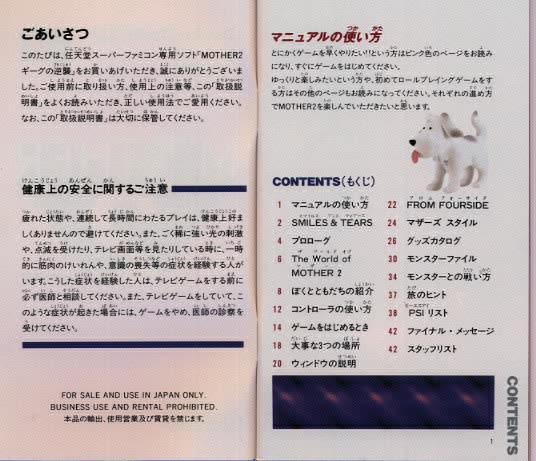 ごあいさつ
このたびは、任天堂スーパーファミコン専用ソフト「MOTHER2
ギーグの逆襲」をお買いあげいただき、誠にありがとうございま
した。ご使用前に取り扱い方、使用上の注意等、この「取扱説
明書」をよくお読みいただき、正しい使用法でご愛用ください。
なお、この「取扱説明書」は大切に保管してください。
健康上の安全に関するご注意
疲れた状態や、連続して長時間にわたるプレイは、健康上好ま
しくありませんので避けてください。また、ごく稀に強い光の刺激
や、点滅を受けたり、テレビ画面等を見たりしている時に、一時
的に筋肉のけいれんや、意識の喪失等の症状を経験する人が
います。こうした症状を経験した人は、テレビゲームをする前に
必ず医師と相談してください。また、テレビゲームをしていて、こ
のような症状が起きた場合には、ゲームをやめ、医師の診察を
受けてください。
FOR SALE AND USE IN JAPAN ONLY.
BUSINESS USE AND RENTAL PROHIBITED.
本品の輸出、使用営業及び賃貸を禁じます。
マニュアルの使い方
とにかくゲームを早くやりたい!!という方はピンク色のページをお読み
になり、すぐにゲームをはじめてください。
ゆっくりと楽しみたいという方や、初めてロールプレイングゲームをす
る方はその他のページもお読みになってください。それぞれの進め方
でMOTHER2を楽しんでいただきたいと思います。
CONTENTS(もくじ)
1 マニュアルの使い方
2 SMILES & TEARS
4 プロローグ
6 The World of
MOTHER 2
8 ぼくとともだちの紹介
12 コントローラの使い方
14 ゲームをはじめるとき
18 大事な3つの場所
20 ウィンドウの説明
22 FROM FOURSIDE
24 マザーズ スタイル
26 グッズカタログ
30 モンスターファイル
34 モンスターとの戦い方
37 旅のヒント
38 PSI リスト
42 ファイナル・メッセージ
42 スタッフリスト
CONTENTS
1